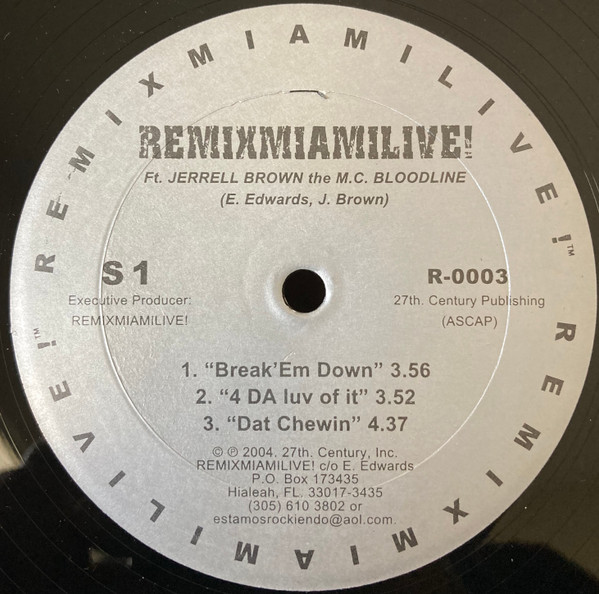 REMIXMIAMILIVE!™ REMIXMIAMILIVE!™
REMIXMIAMILIVE!
Ft. JERRELL BROWN the M.C. BLOODLINE
(E. Edwards, J. Brown)
S 1
R-0003
Executive Producer:
27th. Century Publishing
REMIXMIAMILIVE!
(ASCAP)
1. “Break’Em Down” 3.56
2. “4 DA luv of it” 3.52
3. “Dat Chewin” 4.37
© ℗ 2004. 27th. Century, Inc.
REMIXMIAMILIVE! c/o E. Edwards
P.O. Box 173435
Hialeah, FL. 33017-3435
(305) 610 3802 or
estamosrockiendo@aol.com